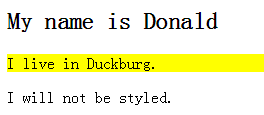 My name is Donald
I live in Duckburg.
I will not be styled.